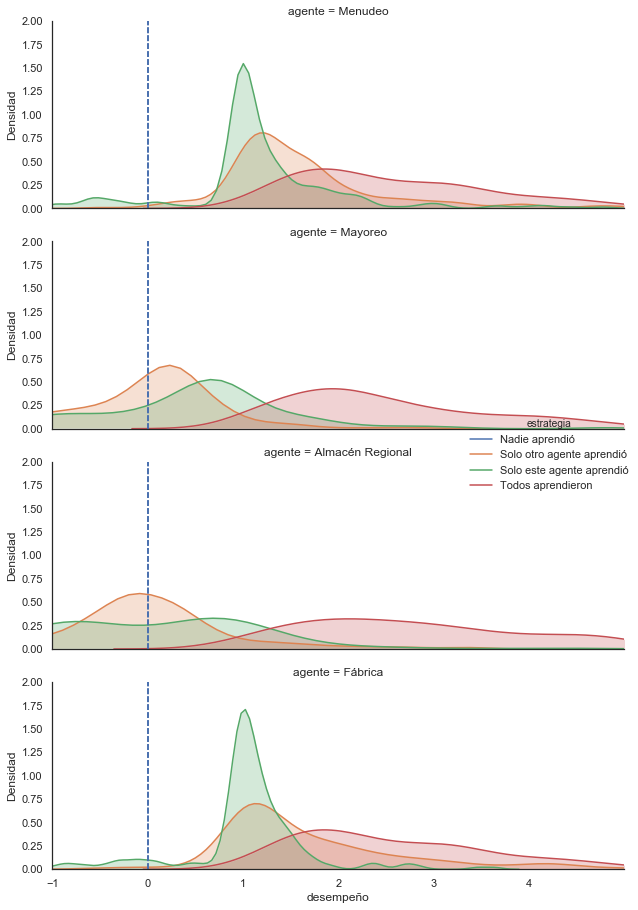 agente = Menudeo
2.00
1.75
1.50
1.25
1.00
0.75
0.50
0.25
0.00
Densidad
agente = Mayoreo
2.00
1.75
1.50
1.25
1.00
0.75
0.50
0.25
0.00
Densidad
estrategia
Nadie aprendió
Solo otro agente aprendió
Solo este agente aprendió
Todos aprendieron
agente = Almacén Regional
2.00
1.75
1.50
1.25
1.00
0.75
0.50
0.25
0.00
Densidad
agente = Fábrica
2.00
1.75
1.50
1.25
1.00
0.75
0.50
0.25
0.00
Densidad
−1 0 1 2 3 4
desempeño